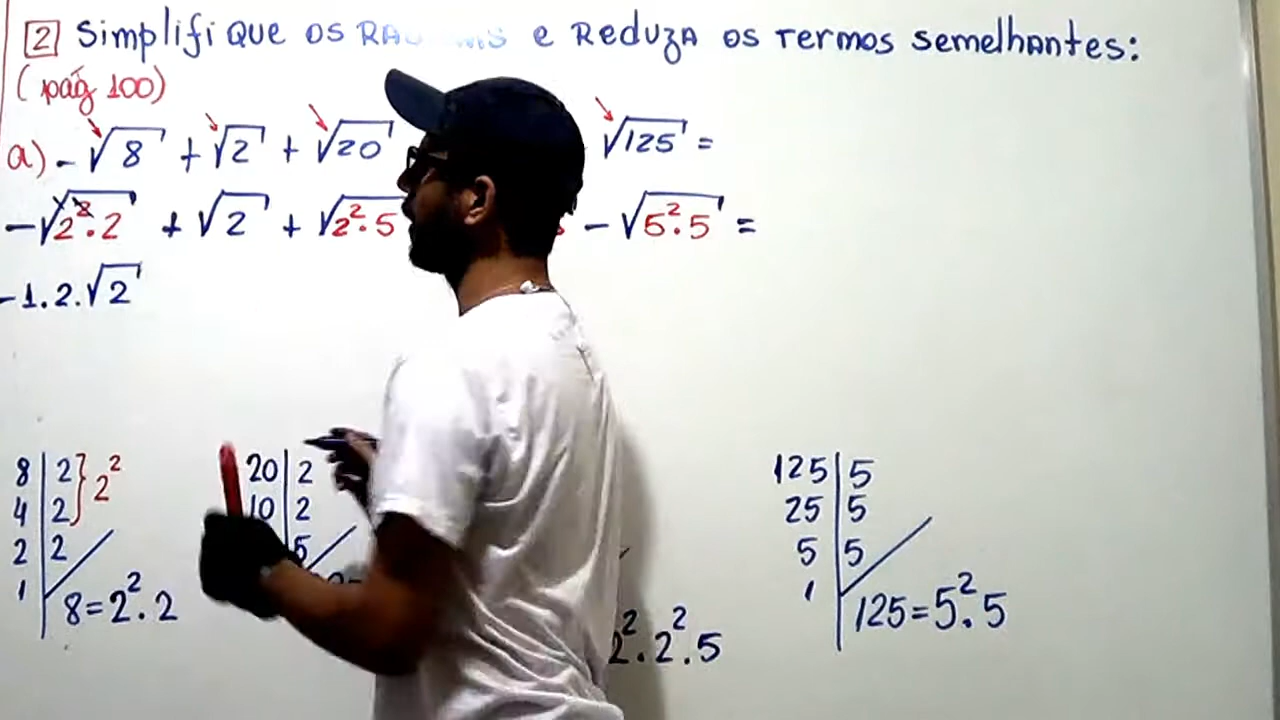 2 Simplifique os e Reduza os termos semelhantes:
(pág 100)
a) -√8 + √2 + √20 √125 =
-√2².2 + √2 + √2².5 - √5².5 =
-1.2.√2
8 | 2 } 2²
4 | 2
2 | 2
1
8=2².2
20 | 2
10 | 2
5
2².2².5
125 | 5
25 | 5
5 | 5
1
125=5².5